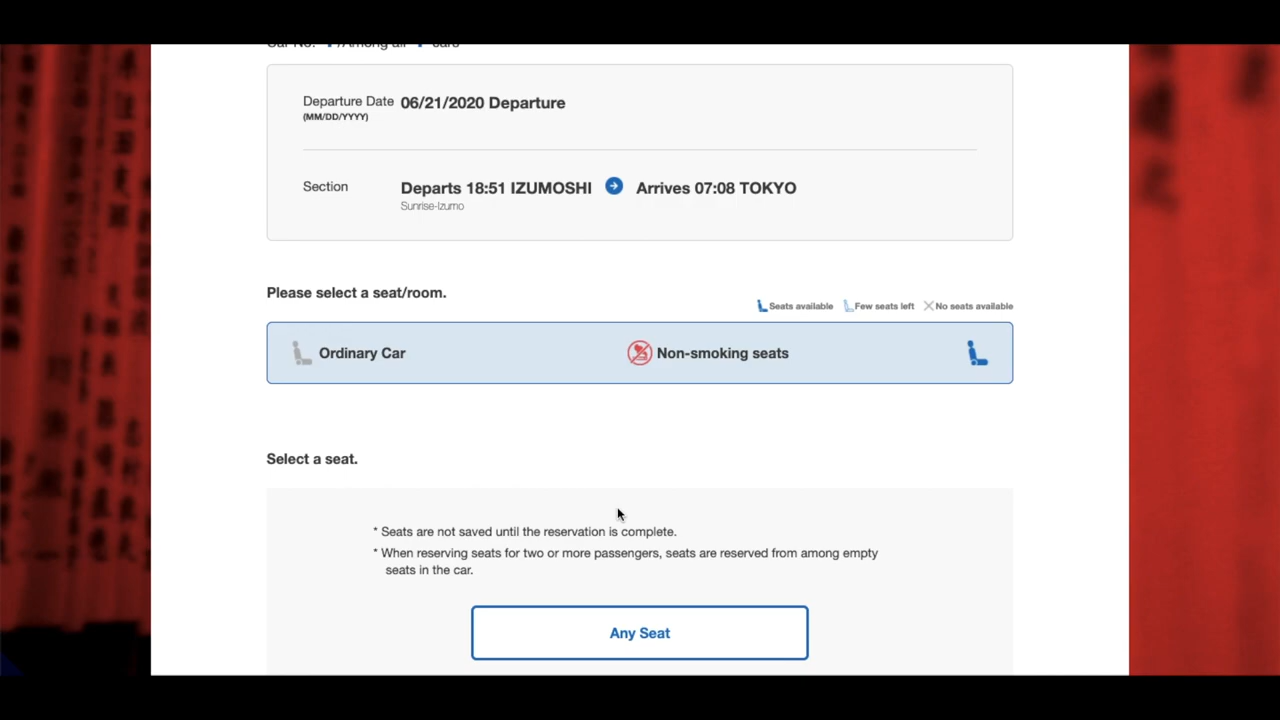 Departure Date 06/21/2020 Departure
(MM/DD/YYYY)
Section Departs 18:51 IZUMOSHI Arrives 07:08 TOKYO
Sunrise-Izumo
Please select a seat/room.
Seats available Few seats left No seats available
Ordinary Car Non-smoking seats
Select a seat.
* Seats are not saved until the reservation is complete.
* When reserving seats for two or more passengers, seats are reserved from among empty
seats in the car.
Any Seat